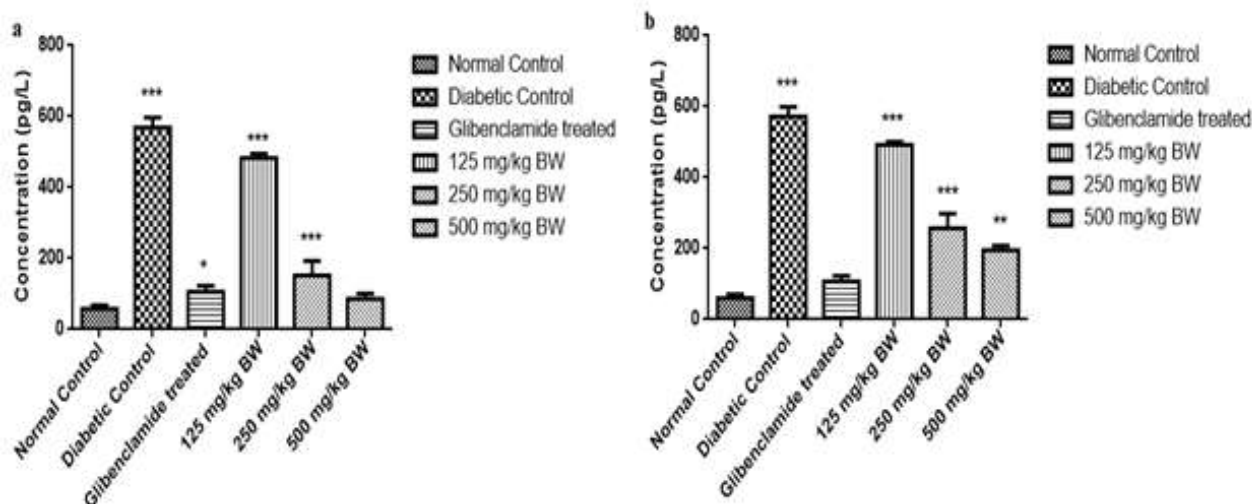 a
800
600
400
200
0
Concentration (pg/L)
***
*
***
***
Normal Control
Diabetic Control
Glibenclamide treated
125 mg/kg BW
250 mg/kg BW
500 mg/kg BW
Normal Control
Diabetic Control
Glibenclamide treated
125 mg/kg BW
250 mg/kg BW
500 mg/kg BW
b
800
600
400
200
0
Concentration (pg/L)
***
***
***
**
Normal Control
Diabetic Control
Glibenclamide treated
125 mg/kg BW
250 mg/kg BW
500 mg/kg BW
Normal Control
Diabetic Control
Glibenclamide treated
125 mg/kg BW
250 mg/kg BW
500 mg/kg BW